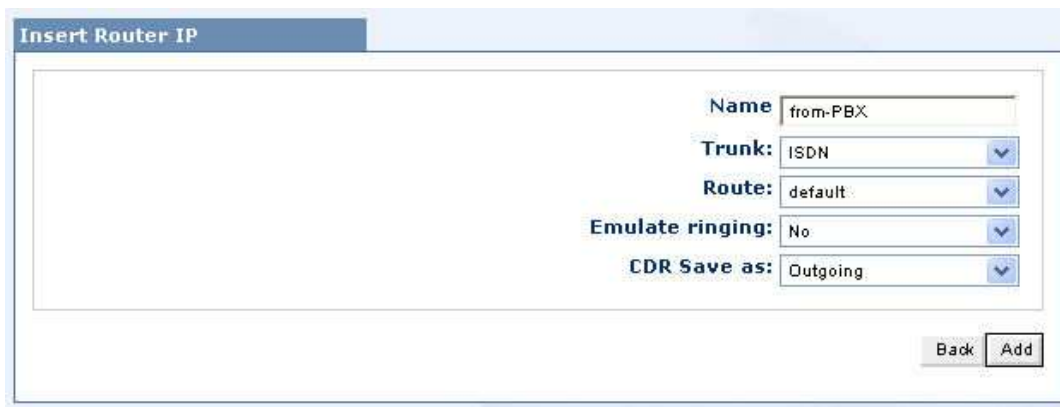 Insert Router IP
Name from-PBX
Trunk: ISDN
Route: default
Emulate ringing: No
CDR Save as: Outgoing
Back Add